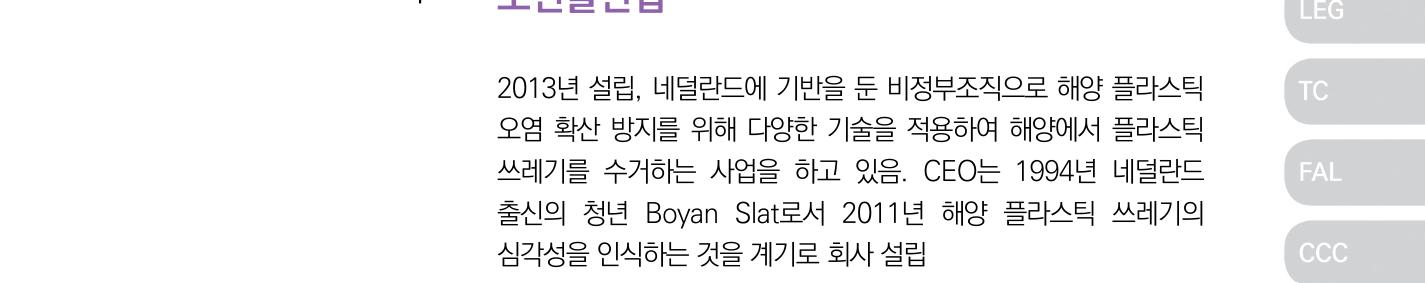 LEG
2013년 설립, 네덜란드에 기반을 둔 비정부조직으로 해양 플라스틱
TC
오염 확산 방지를 위해 다양한 기술을 적용하여 해양에서 플라스틱
쓰레기를 수거하는 사업을 하고 있음. CEO는 1994년 네덜란드
FAL
출신의 청년 Boyan Slat로서 2011년 해양 플라스틱 쓰레기의
심각성을 인식하는 것을 계기로 회사 설립
CCC